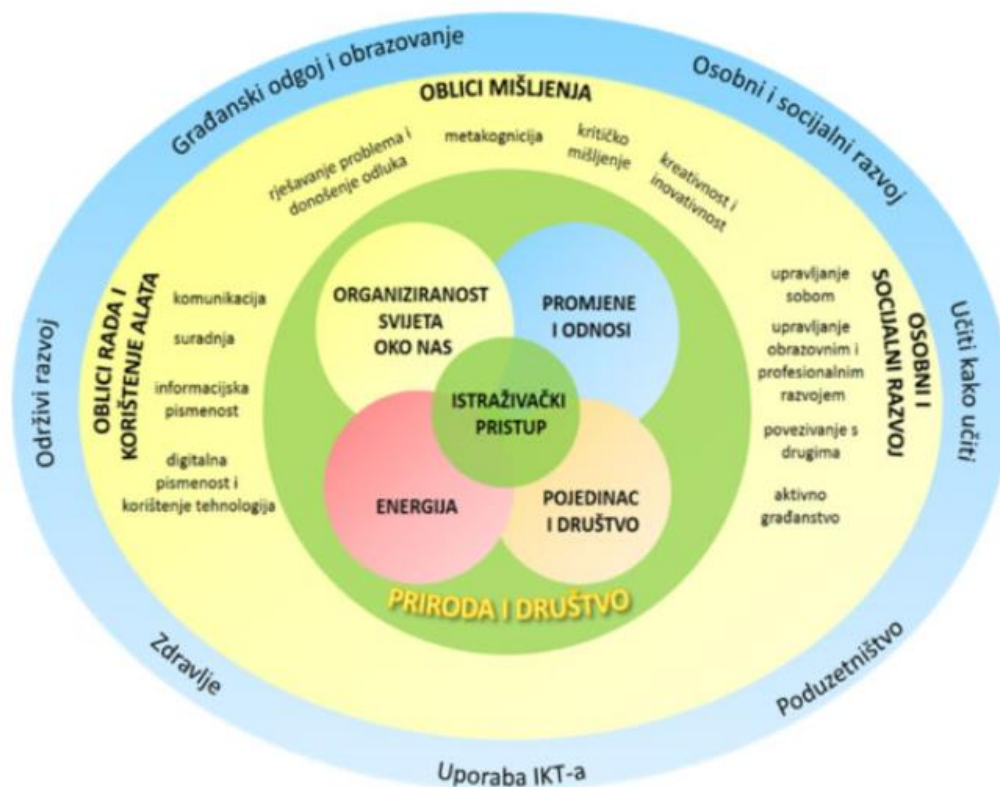 Građanski odgoj i obrazovanje
Osobni i socijalni razvoj
Učiti kako učiti
Poduzetništvo
Uporaba IKT-a
Zdravlje
Održivi razvoj
OBLICI MIŠLJENJA
rješavanje problema i
donošenje odluka
metakognicija
kritičko
mišljenje
kreativnost i
inovativnost
OBLICI RADA I
KORIŠTENJE ALATA
komunikacija
suradnja
informacijska
pismenost
digitalna
pismenost i
korištenje tehnologija
OSOBNI I
SOCIJALNI RAZVOJ
upravljanje
sobom
upravljanje
obrazovnim i
profesionalnim
razvojem
povezivanje s
drugima
aktivno
građanstvo
ORGANIZIRANOST
SVIJETA
OKO NAS
PROMJENE
I ODNOSI
ISTRAŽIVAČKI
PRISTUP
ENERGIJA
POJEDINAC
I DRUŠTVO
PRIRODA I DRUŠTVO